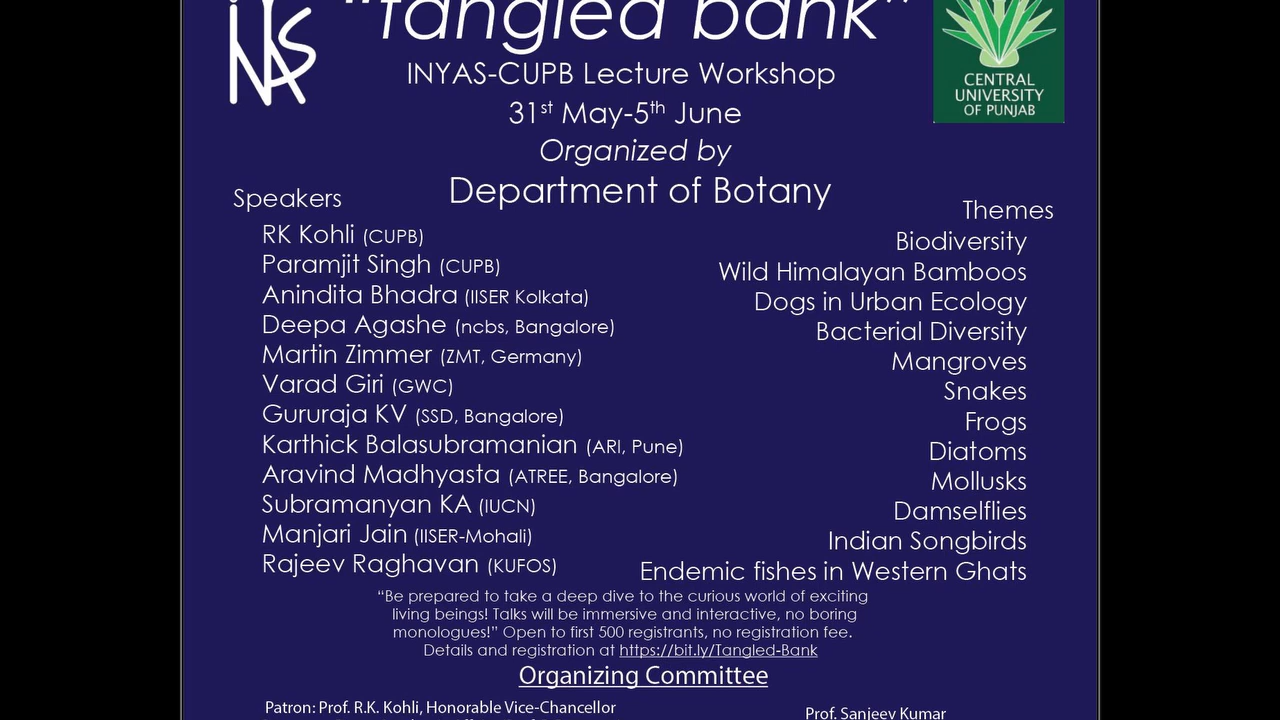 INYAS
"tangled bank"
INYAS-CUPB Lecture Workshop
CENTRAL
UNIVERSITY
OF PUNJAB
31st May-5th June
Organized by
Department of Botany
Speakers
RK Kohli (CUPB)
Paramjit Singh (CUPB)
Anindita Bhadra (IISER Kolkata)
Deepa Agashe (ncbs, Bangalore)
Martin Zimmer (ZMT, Germany)
Varad Giri (GWC)
Gururaja KV (SSD, Bangalore)
Karthick Balasubramanian (ARI, Pune)
Aravind Madhyasta (ATREE, Bangalore)
Subramanyan KA (IUCN)
Manjari Jain (IISER-Mohali)
Rajeev Raghavan (KUFOS)
Themes
Biodiversity
Wild Himalayan Bamboos
Dogs in Urban Ecology
Bacterial Diversity
Mangroves
Snakes
Frogs
Diatoms
Mollusks
Damselflies
Indian Songbirds
Endemic fishes in Western Ghats
"Be prepared to take a deep dive to the curious world of exciting
living beings! Talks will be immersive and interactive, no boring
monologues!" Open to first 500 registrants, no registration fee.
Details and registration at https://bit.ly/Tangled-Bank
Organizing Committee
Patron: Prof. R.K. Kohli, Honorable Vice-Chancellor
Prof. Sanjeev Kumar